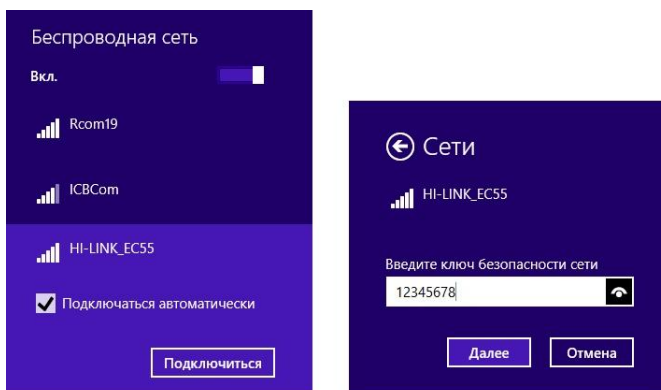 Беспроводная сеть
Вкл.
Rcom19
ICBCom
HI-LINK_EC55
Подключаться автоматически
Подключиться
Сети
HI-LINK_EC55
Введите ключ безопасности сети
12345678
Далее Отмена